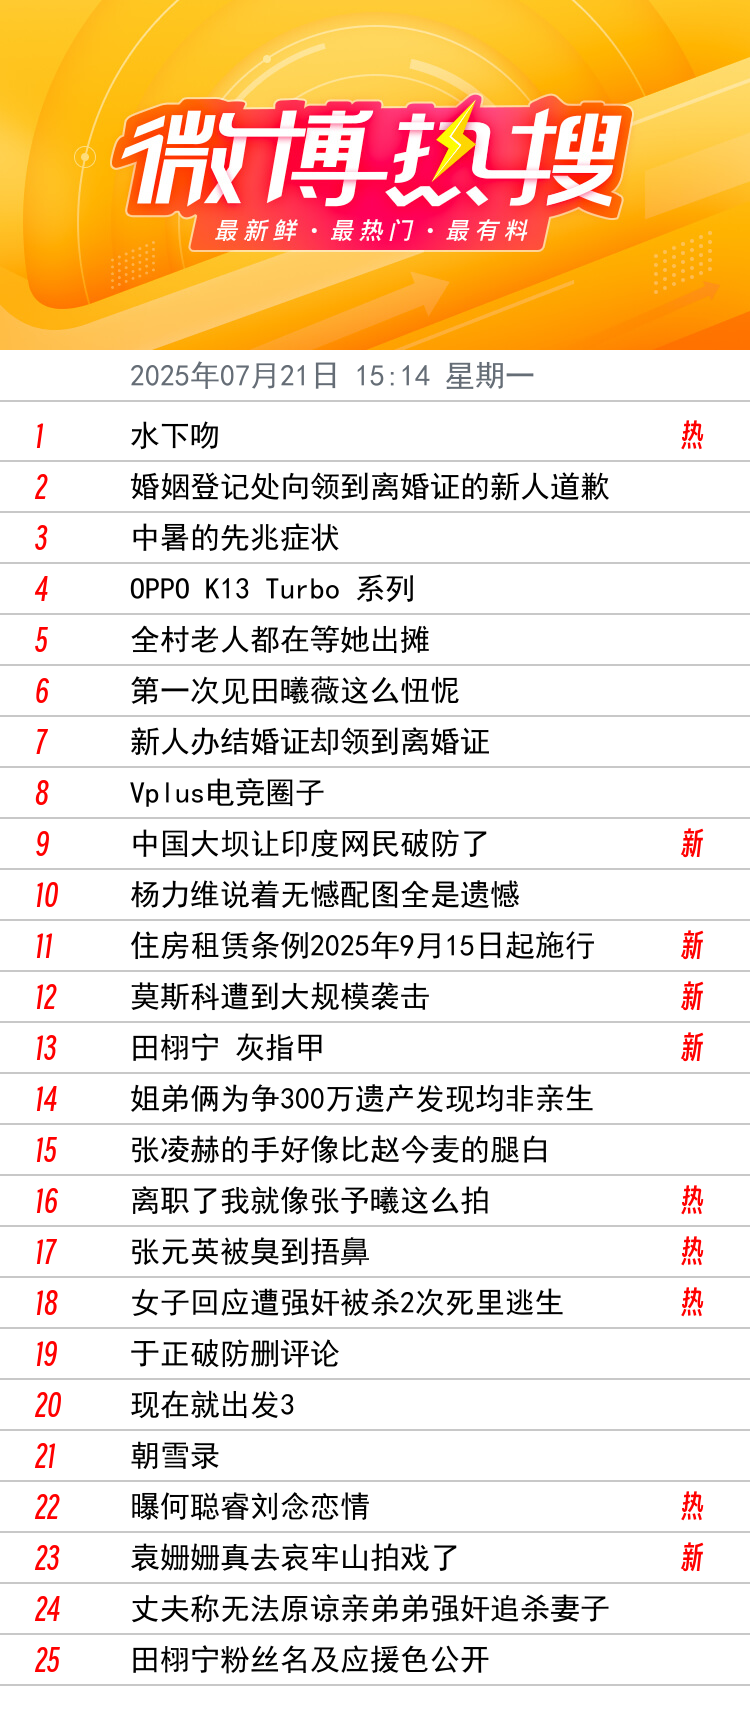 微博热搜
最新鲜·最热门·最有料
2025年07月21日 15:14 星期一
1 水下吻 热
2 婚姻登记处向领到离婚证的新人道歉
3 中暑的先兆症状
4 OPPO K13 Turbo 系列
5 全村老人都在等她出摊
6 第一次见田曦薇这么忸怩
7 新人办结婚证却领到离婚证
8 Vplus电竞圈子
9 中国大坝让印度网民破防了 新
10 杨力维说着无憾配图全是遗憾
11 住房租赁条例2025年9月15日起施行 新
12 莫斯科遭到大规模袭击 新
13 田栩宁 灰指甲 新
14 姐弟俩为争300万遗产发现均非亲生
15 张凌赫的手好像比赵今麦的腿白
16 离职了我就像张予曦这么拍 热
17 张元英被臭到捂鼻 热
18 女子回应遭强奸被杀2次死里逃生 热
19 于正破防删评论
20 现在就出发3
21 朝雪录
22 曝何聪睿刘念恋情 热
23 袁姗姗真去哀牢山拍戏了 新
24 丈夫称无法原谅亲弟弟强奸追杀妻子
25 田栩宁粉丝名及应援色公开